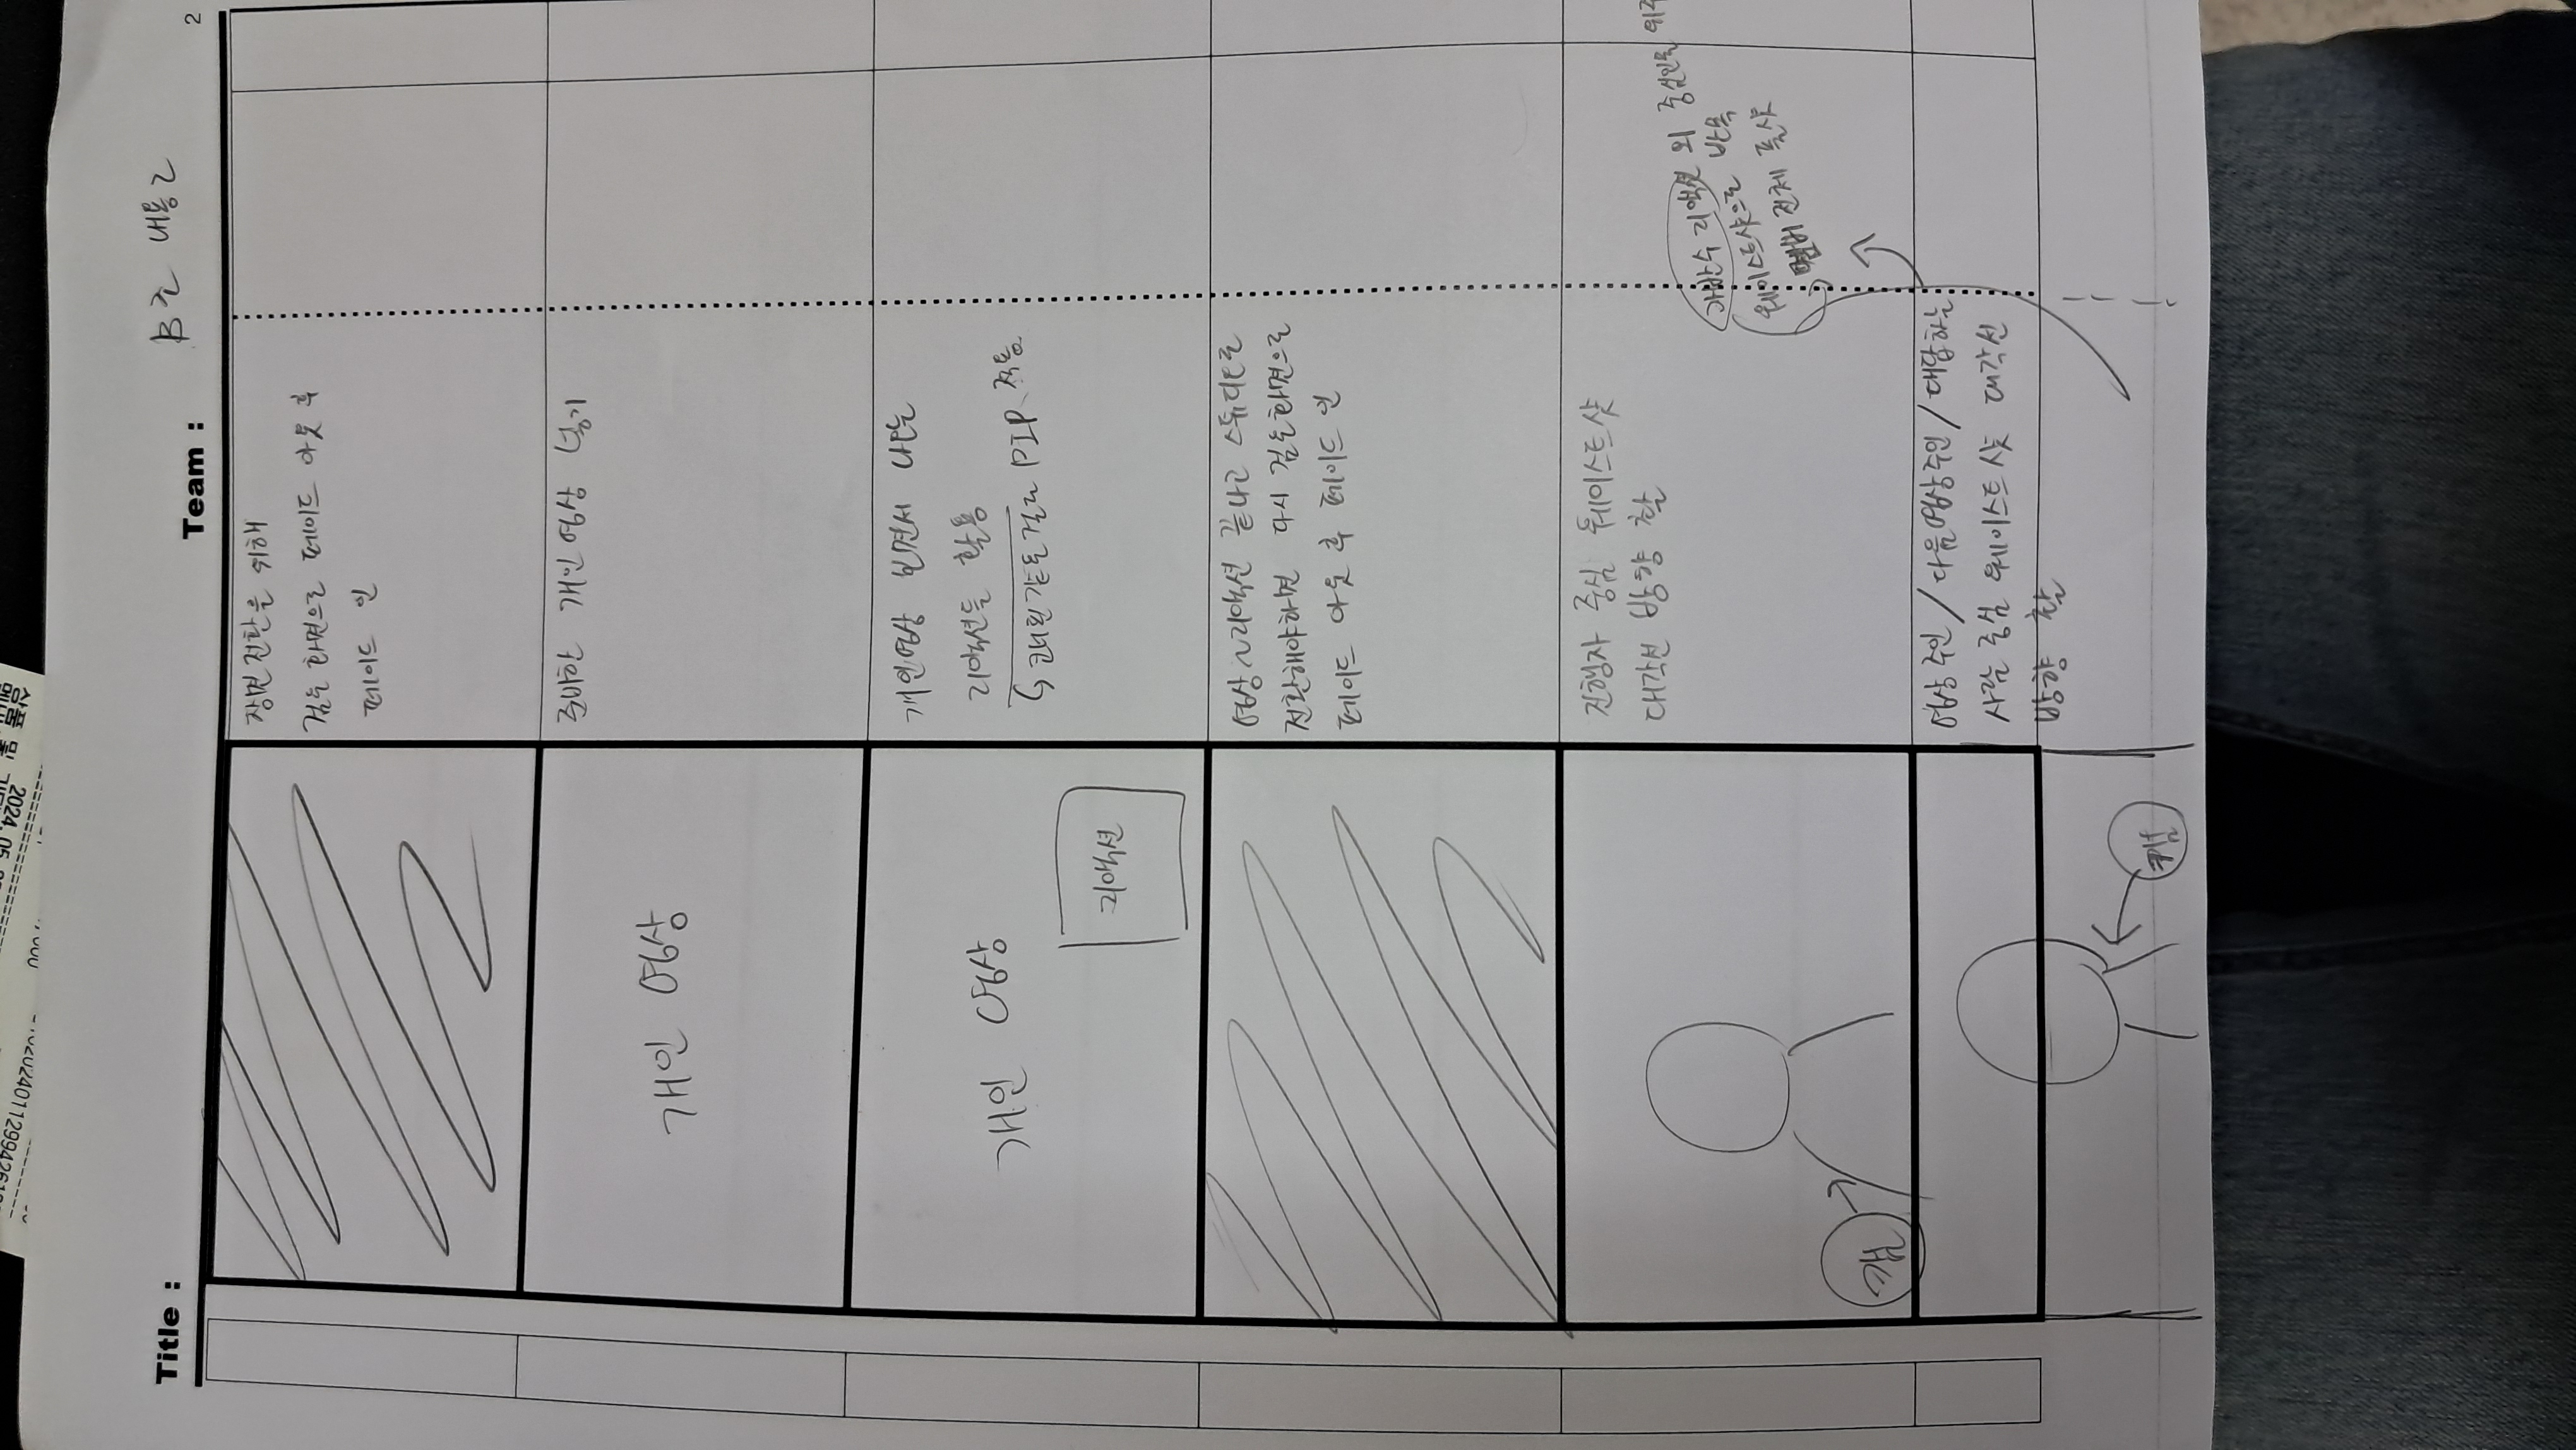 2024. 05.
Title :
B조 내용2
Team :
2
장면전환을 위해
검은 화면으로 페이드 아웃 후
페이드 인
준비한 개인영상 넣기
개인 영상
개인영상 보면서 나오는
리액션들 활용
↳ 코너핀같은걸로 PIP 적용
개인 영상
리액션
영상~리액션 끝나고 스튜디오로
전환해야하면 다시 검은화면으로
페이드 아웃 후 페이드 인
진행자 중심 웨이스트샷
대각선 방향 촬
캠
과반수 리액션 외 중심인물 위주
웨이스트샷으로 반복
멤버 전체 풀샷
영상주인 / 다음영상주인 / 대답하는
사람 중심 웨이스트샷 대각선
방향 촬
캠